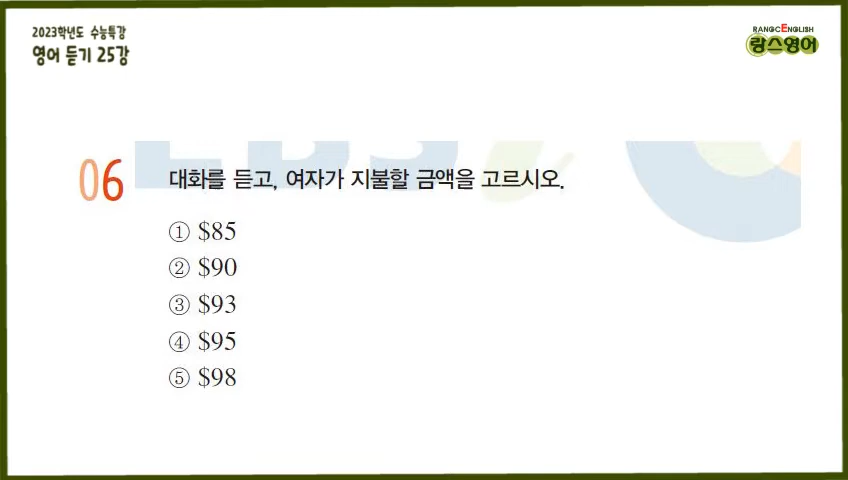 2023학년도 수능특강
영어 듣기 25강
RANGCENGLISH
랑스영어
06
대화를 듣고, 여자가 지불할 금액을 고르시오.
① $85
② $90
③ $93
④ $95
⑤ $98